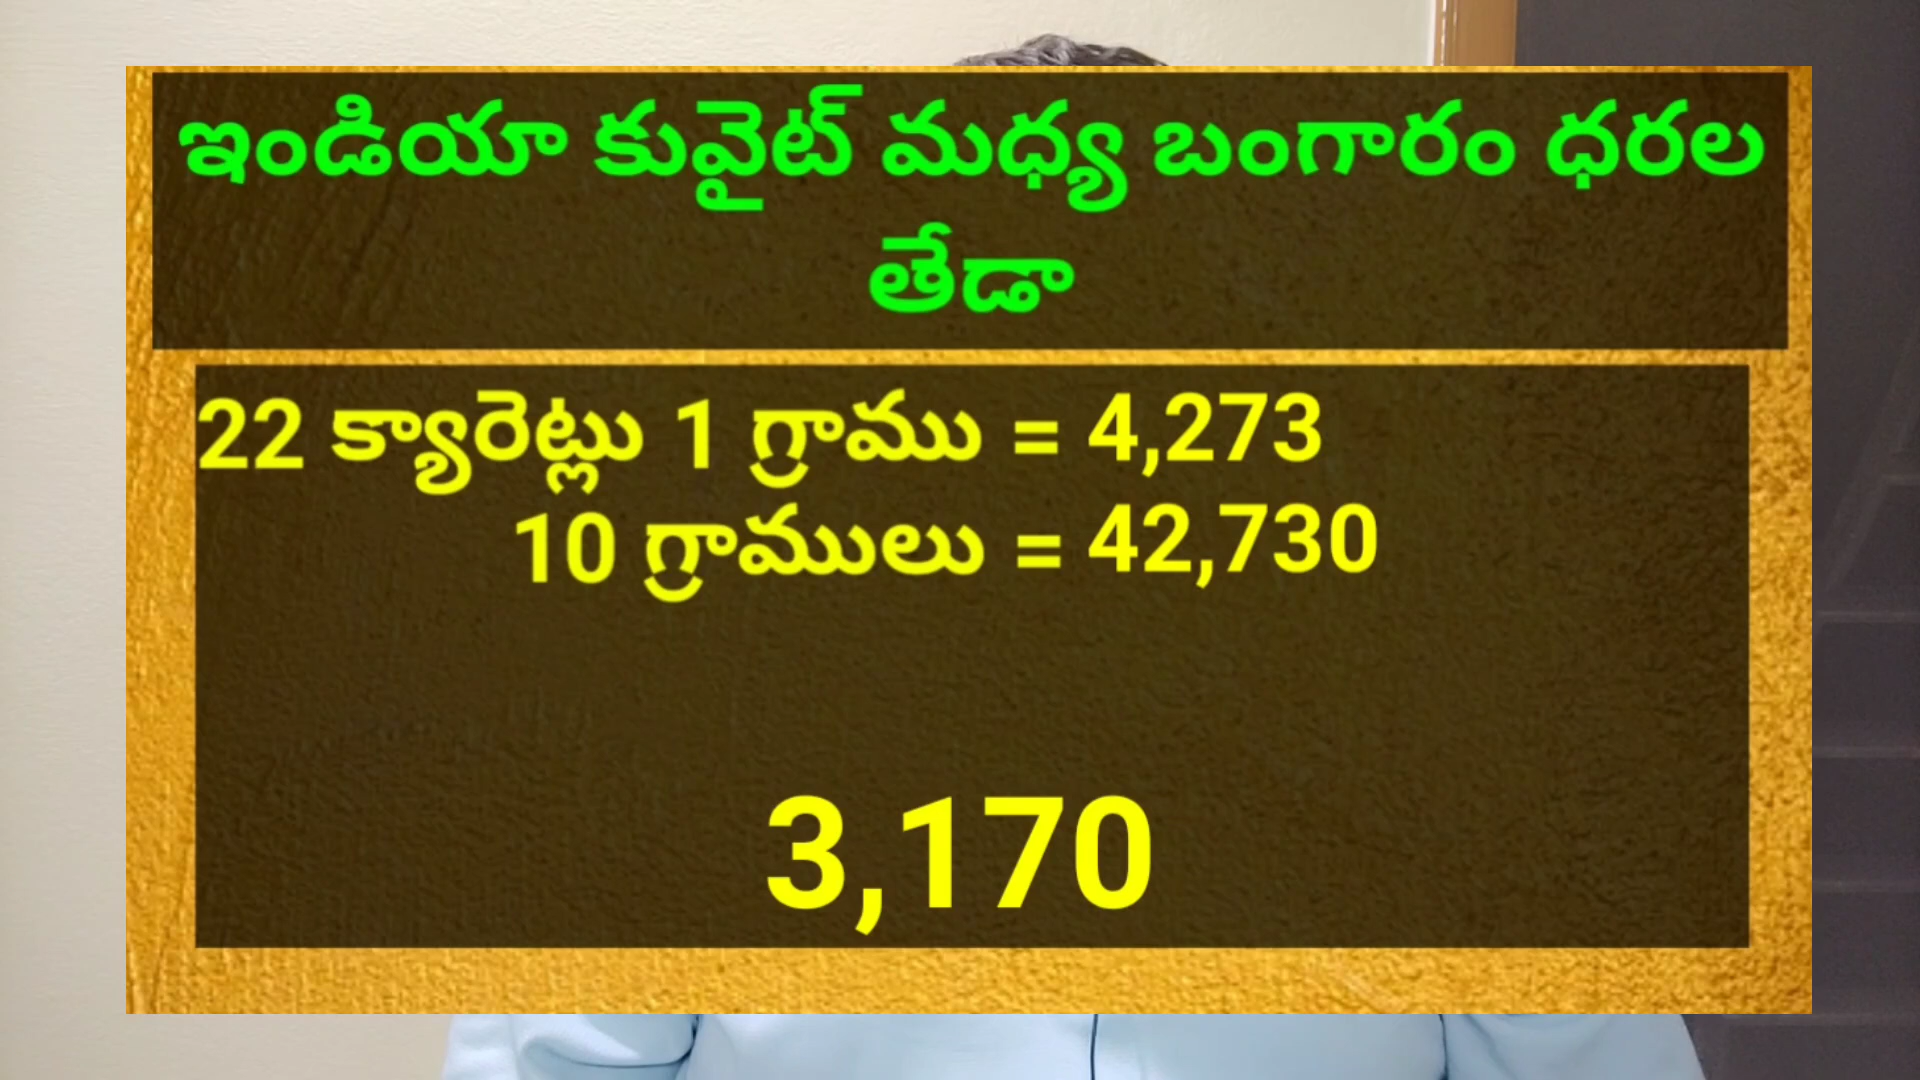 ఇండియా కువైట్ మధ్య బంగారం ధరల
తేడా
22 క్యారెట్లు 1 గ్రాము = 4,273
10 గ్రాములు = 42,730
3,170